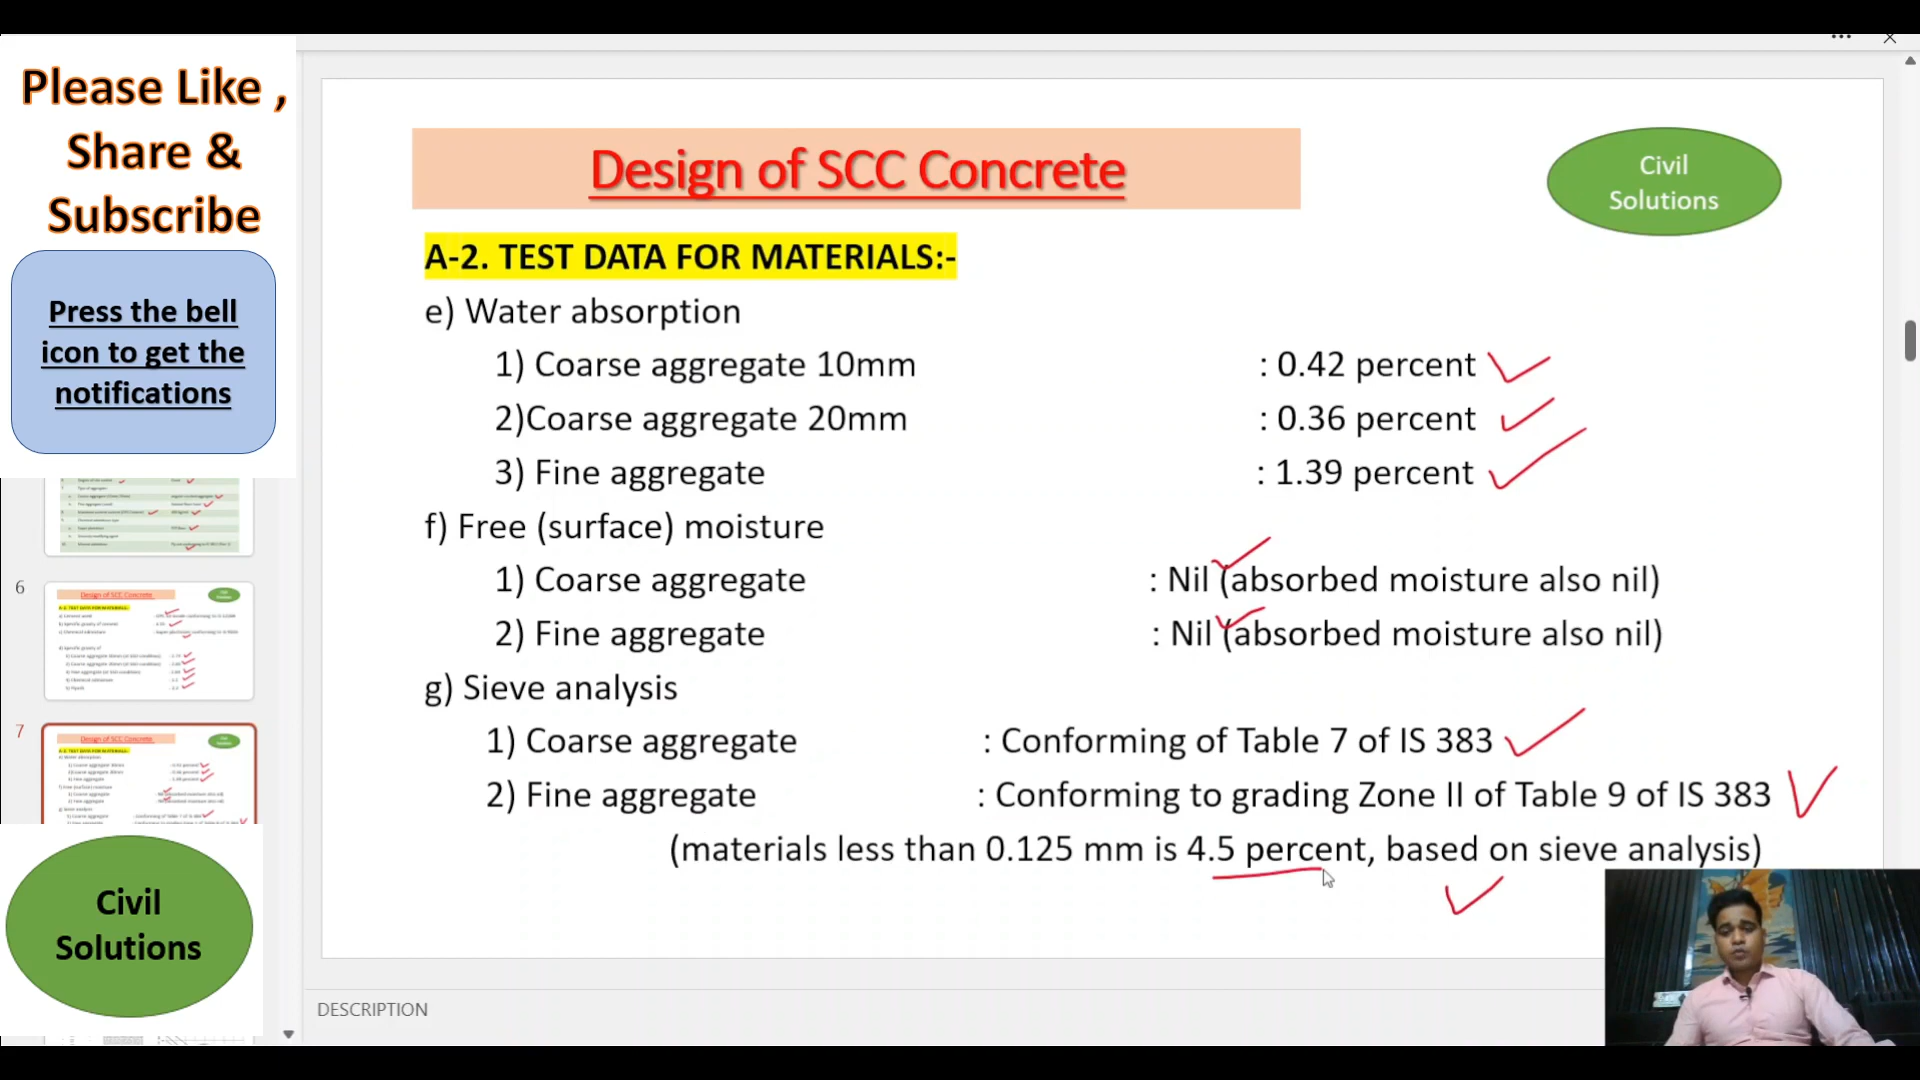 Please Like ,
Share &
Subscribe
Press the bell
icon to get the
notifications
6
7
Civil
Solutions
Design of SCC Concrete
Civil
Solutions
A-2. TEST DATA FOR MATERIALS:-
e) Water absorption
1) Coarse aggregate 10mm : 0.42 percent
2)Coarse aggregate 20mm : 0.36 percent
3) Fine aggregate : 1.39 percent
f) Free (surface) moisture
1) Coarse aggregate : Nil (absorbed moisture also nil)
2) Fine aggregate : Nil (absorbed moisture also nil)
g) Sieve analysis
1) Coarse aggregate : Conforming of Table 7 of IS 383
2) Fine aggregate : Conforming to grading Zone II of Table 9 of IS 383
(materials less than 0.125 mm is 4.5 percent, based on sieve analysis)
DESCRIPTION